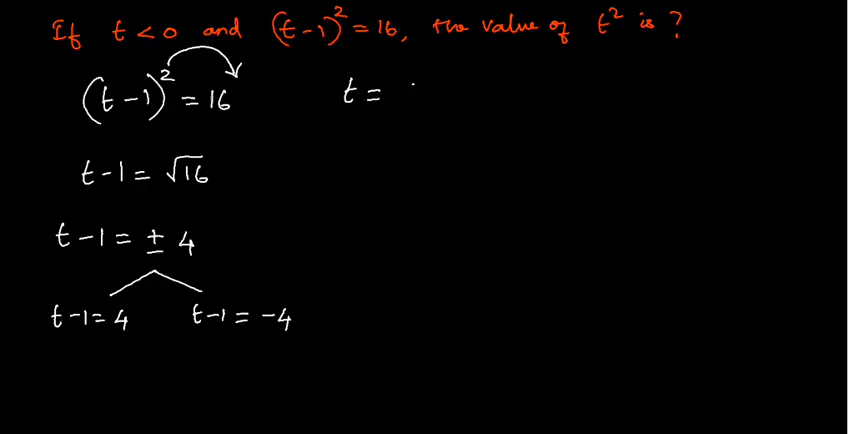 If t < 0 and (t-1)² = 16, the value of t² is ?
(t-1)² = 16
t =
t-1 = √16
t-1 = ± 4
t-1 = 4
t-1 = -4